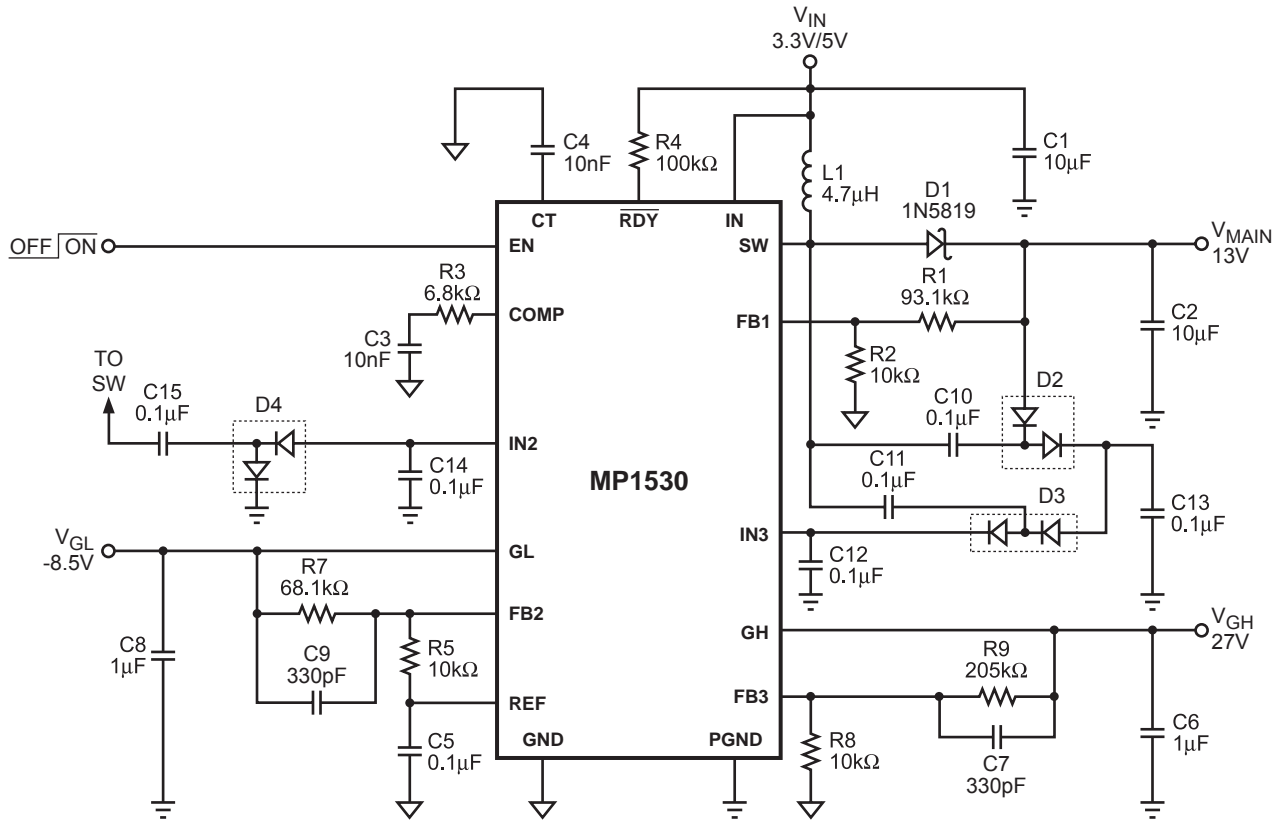 VIN
3.3V/5V
C4
10nF
R4
100kΩ
C1
10µF
L1
4.7µH
D1
1N5819
CT
RDY
IN
OFF ON
EN
SW
VMAIN
13V
R3
6.8kΩ
COMP
R1
93.1kΩ
FB1
C3
10nF
R2
10kΩ
C2
10µF
TO
SW
C15
0.1µF
D4
C10
0.1µF
D2
IN2
C14
0.1µF
MP1530
C11
0.1µF
D3
C13
0.1µF
IN3
C12
0.1µF
VGL
-8.5V
GL
R7
68.1kΩ
FB2
GH
VGH
27V
C8
1µF
C9
330pF
R5
10kΩ
R9
205kΩ
FB3
REF
C6
1µF
C5
0.1µF
GND
PGND
R8
10kΩ
C7
330pF